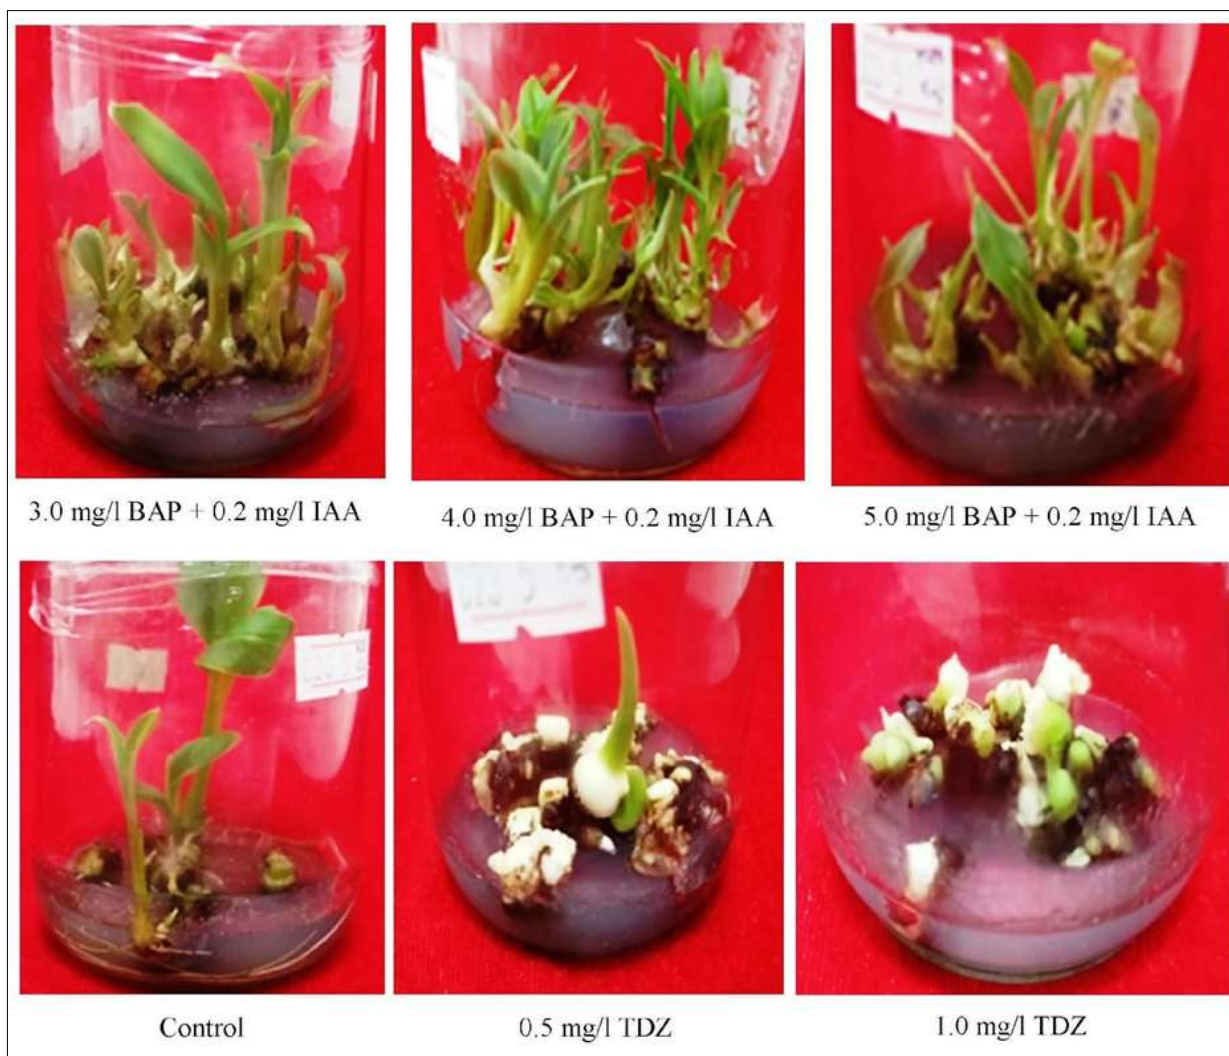 3.0 mg/l BAP + 0.2 mg/l IAA
4.0 mg/l BAP + 0.2 mg/l IAA
5.0 mg/l BAP + 0.2 mg/l IAA
Control
0.5 mg/l TDZ
1.0 mg/l TDZ